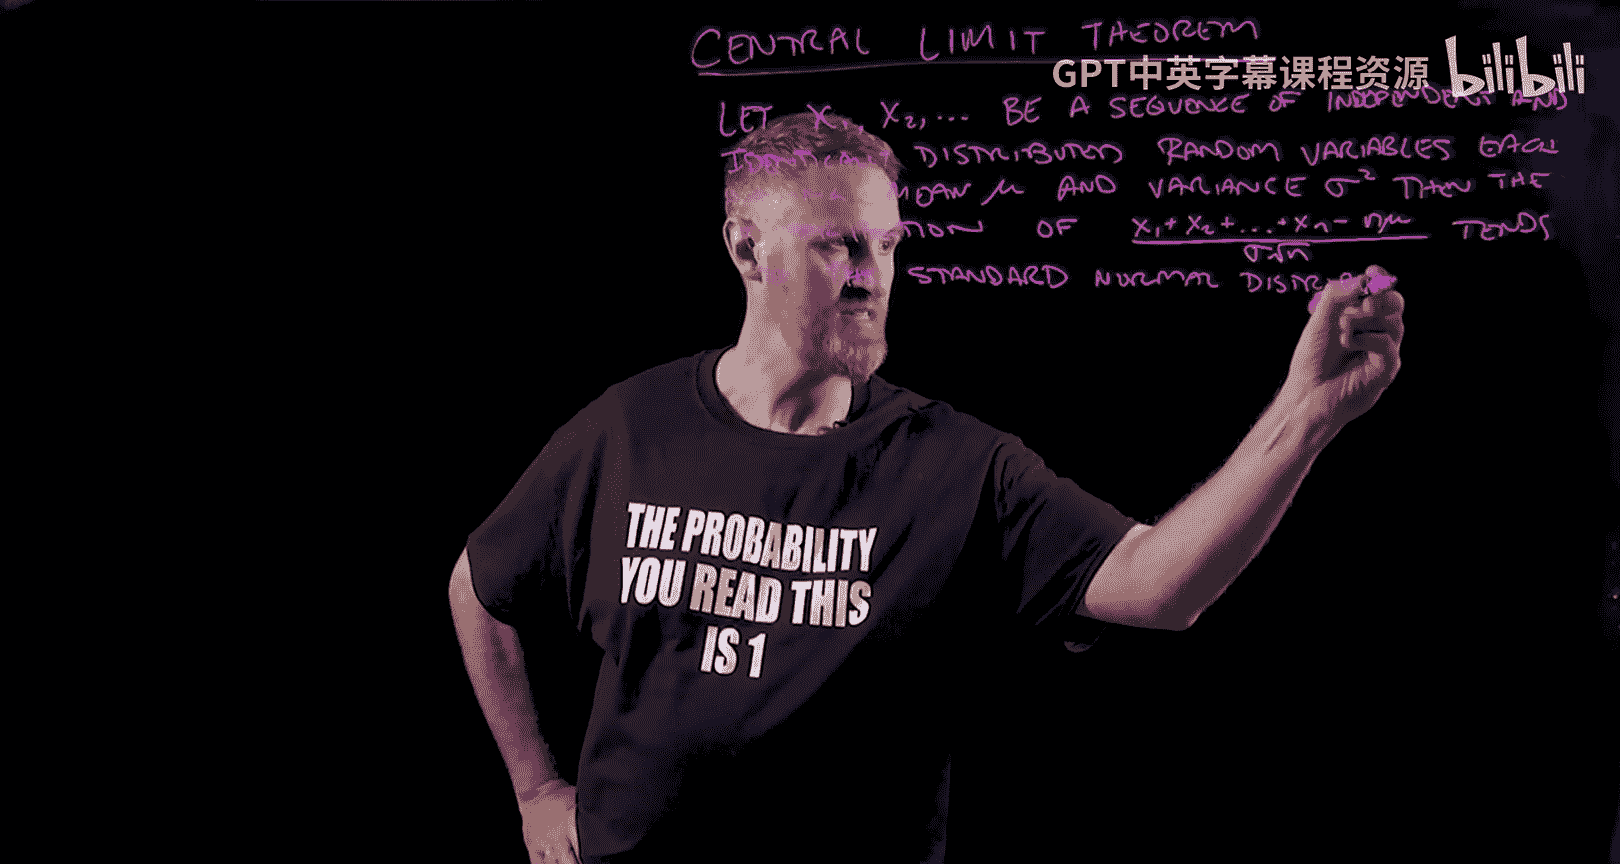 CENTRAL LIMIT THEOREM
GPT中英字幕课程资源 bilibili
LET X₁, X₂, ... BE A SEQUENCE OF INDEPENDENT AND
DISTRIBUTED RANDOM VARIABLES EACH
MEAN μ AND VARIANCE σ² THEN THE
OF (X₁ + X₂ + ... + Xₙ - nμ) / (σ√n) TENDS
STANDARD NORMAL
THE PROBABILITY
YOU READ THIS
IS 1